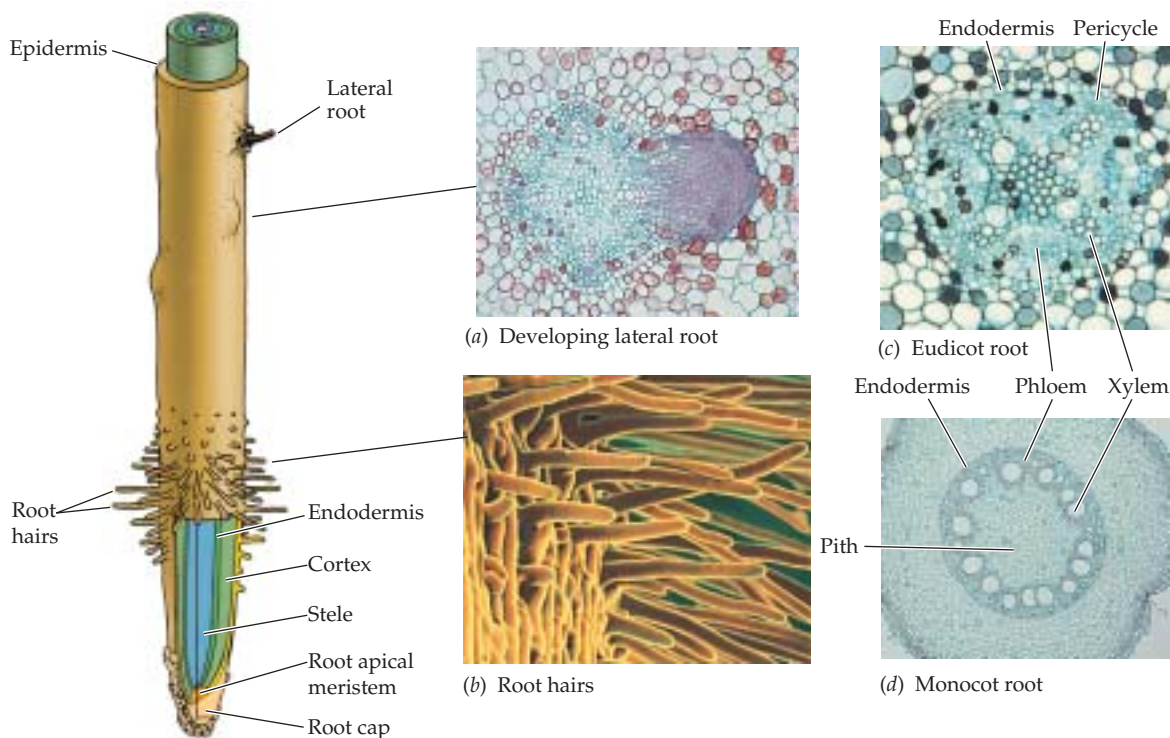 Epidermis
Lateral
root
Root
hairs
Endodermis
Cortex
Stele
Root apical
meristem
Root cap
(a) Developing lateral root
(b) Root hairs
Endodermis
Pericycle
(c) Eudicot root
Endodermis
Phloem
Xylem
Pith
(d) Monocot root